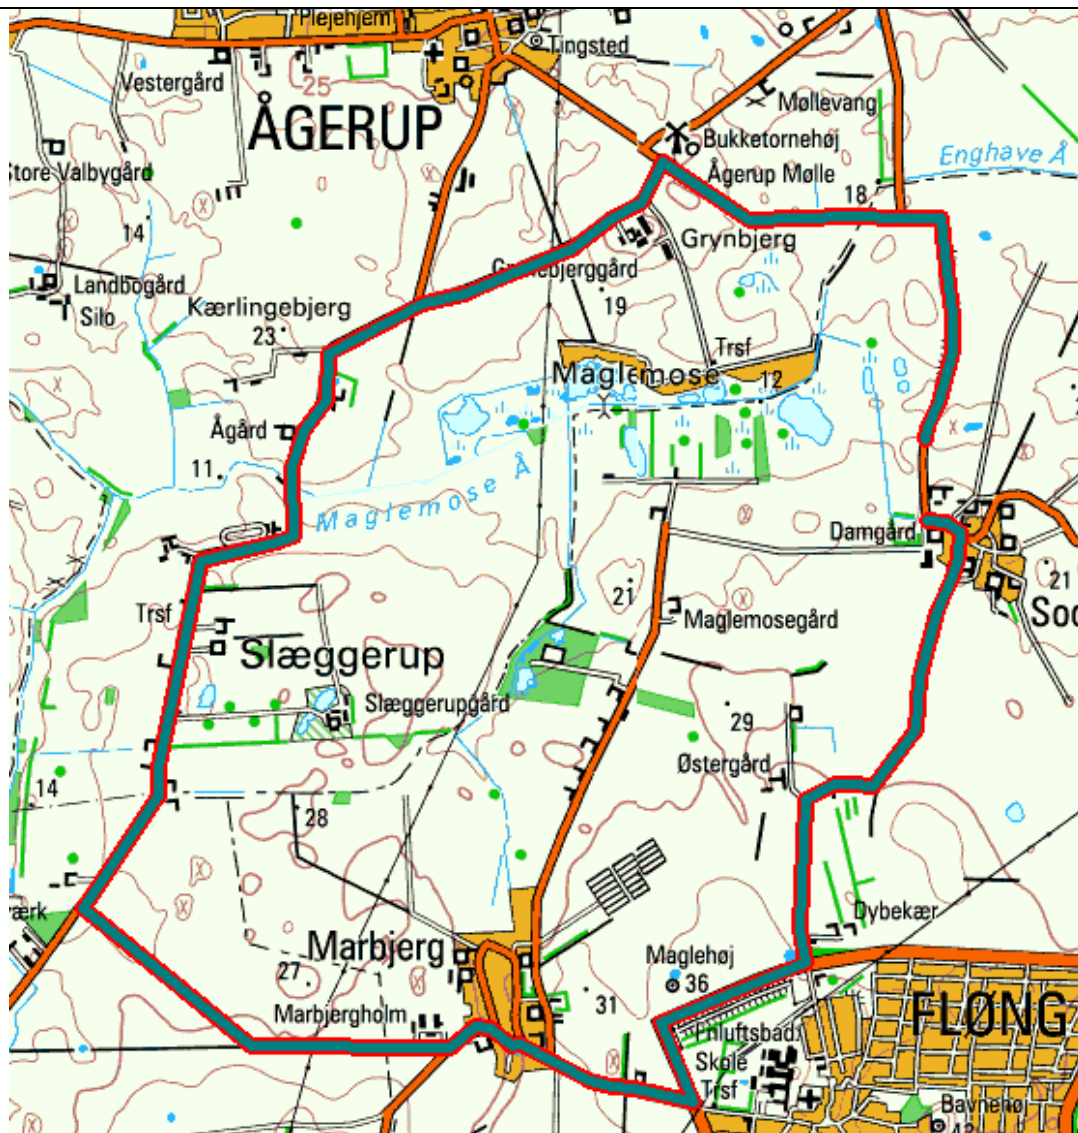 Plejehjem
Tingsted
Vestergård
25
ÅGERUP
Møllevang
Bukketornehøj
Enghave Å
Store Valbygård
Ågerup Mølle
18
14
Grynbjerg
Landbogård
Silo
Kærlingebjerg
19
23
Trsf
Maglemose
12
Ågård
11
Maglemose Å
Damgård
21
21
Trsf
Maglemosegård
Slæggerup
Slæggerupgård
29
Østergård
14
28
Dybekær
Marbjerg
Maglehøj
36
27
31
Marbjergholm
FLØNG
Friluftsbad
Skole
Trsf
Bavnehøj